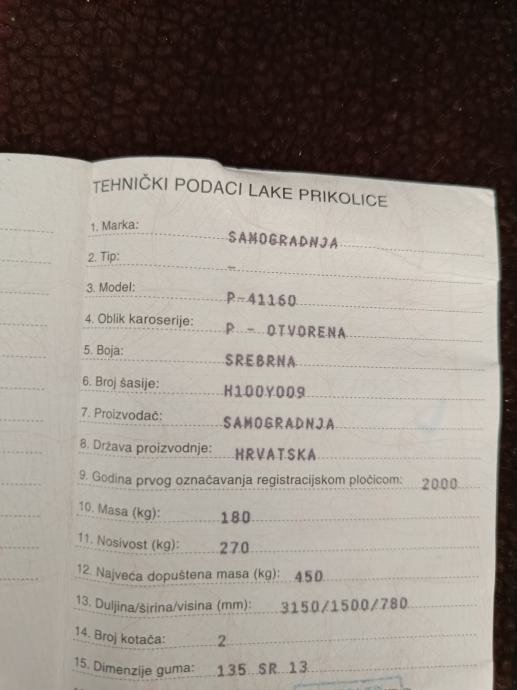 TEHNIČKI PODACI LAKE PRIKOLICE
1. Marka: SAMOGRADNJA
2. Tip: –
3. Model: P-41160
4. Oblik karoserije: P - OTVORENA
5. Boja: SREBRNA
6. Broj šasije: H100Y009
7. Proizvođač: SAMOGRADNJA
8. Država proizvodnje: HRVATSKA
9. Godina prvog označavanja registracijskom pločicom: 2000
10. Masa (kg): 180
11. Nosivost (kg): 270
12. Najveća dopuštena masa (kg): 450
13. Duljina/širina/visina (mm): 3150/1500/780
14. Broj kotača: 2
15. Dimenzije guma: 135 SR 13